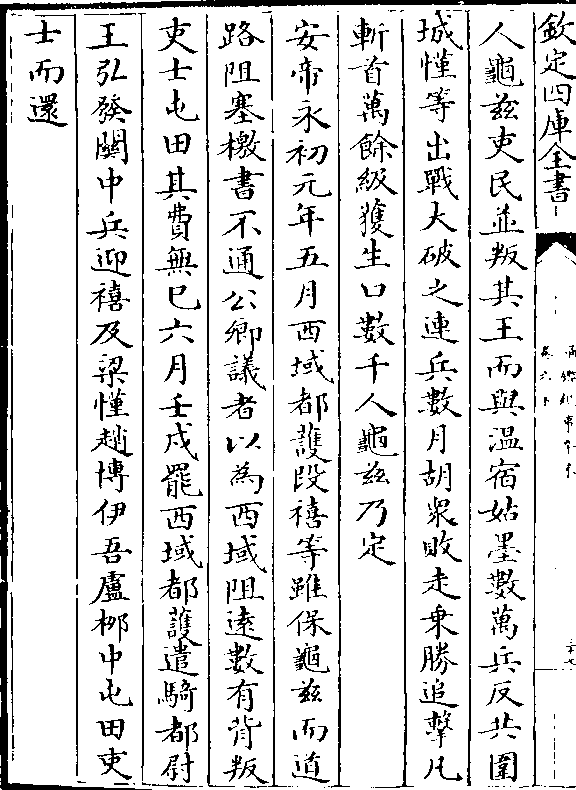 欽定四庫全書
人龜兹吏民並叛其王而與温宿姑墨數萬兵反共圍
城慬等出戰大破之連兵數月胡衆敗走乗勝追擊凡
斬首萬餘級獲生口數千人龜兹乃定
安帝永初元年五月西域都䕶段禧等雖保龜兹而道
路阻塞檄書不通公卿議者以為西域阻逺數有背叛
吏士屯田其費無已六月壬戌罷西域都䕶遣騎都尉
王弘發關中兵迎禧及梁慬趙博伊吾盧栁中屯田吏
士而還